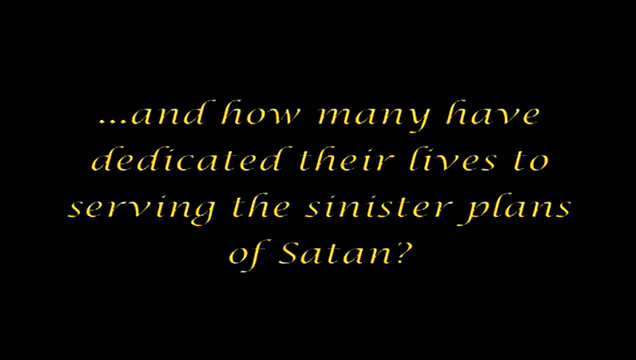 ...and how many have
dedicated their lives to
serving the sinister plans
of Satan?